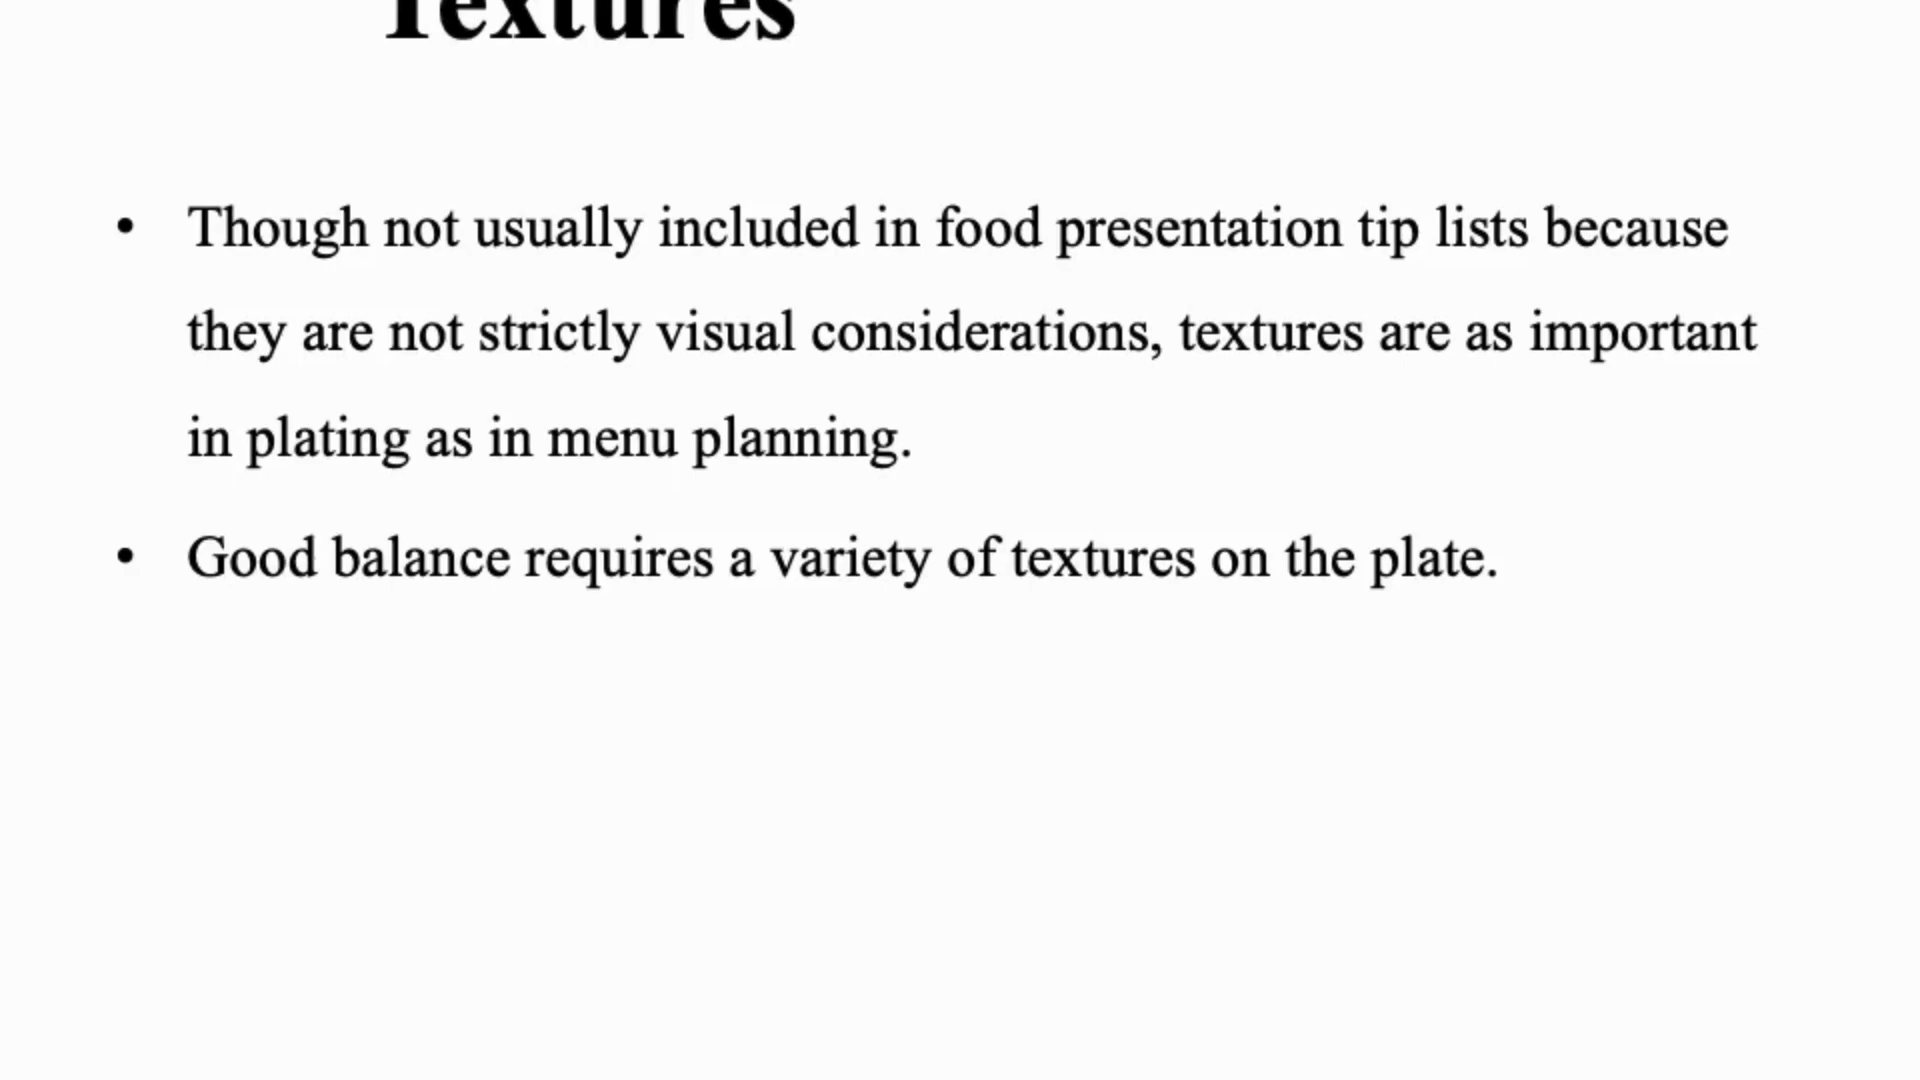 Textures
• Though not usually included in food presentation tip lists because
they are not strictly visual considerations, textures are as important
in plating as in menu planning.
• Good balance requires a variety of textures on the plate.